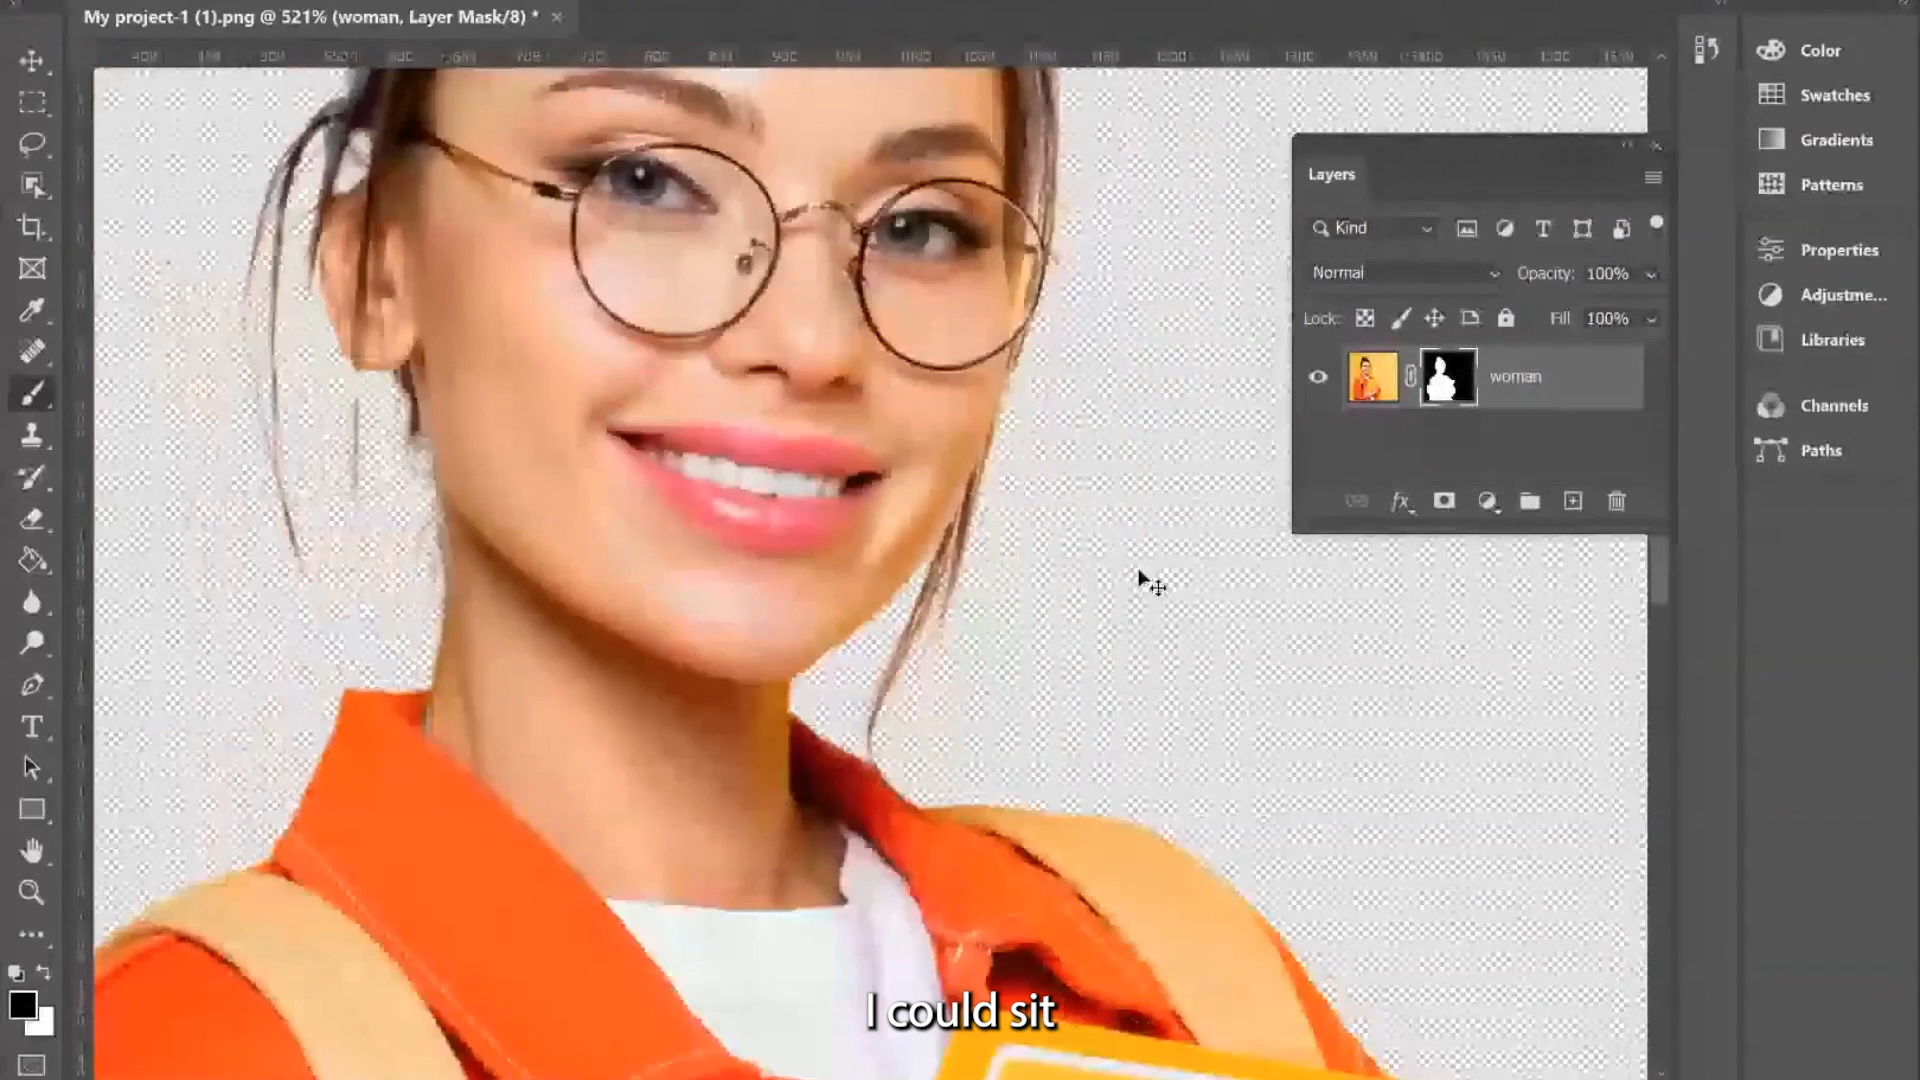 My project-1 (1).png @ 521% (woman, Layer Mask/8) *
Color
Swatches
Gradients
Patterns
Properties
Adjustme...
Libraries
Channels
Paths
Layers
Kind
Normal
Opacity: 100%
Lock:
Fill 100%
woman
fx
I could sit